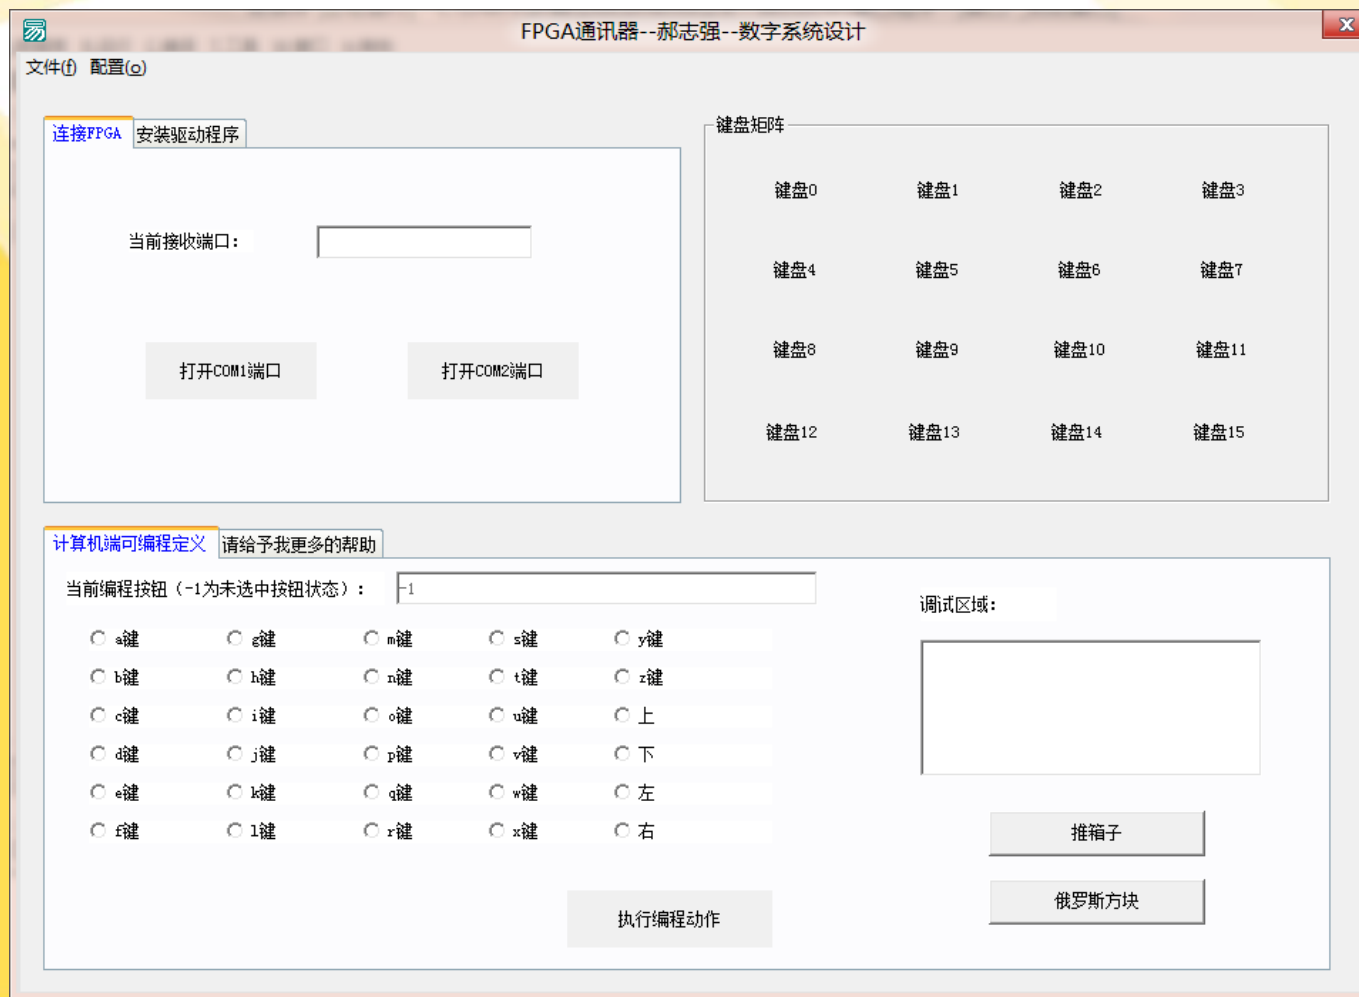 易
FPGA通讯器--郝志强--数字系统设计
x
文件(f) 配置(o)
连接FPGA 安装驱动程序
当前接收端口：
打开COM1端口 打开COM2端口
键盘矩阵
键盘0 键盘1 键盘2 键盘3
键盘4 键盘5 键盘6 键盘7
键盘8 键盘9 键盘10 键盘11
键盘12 键盘13 键盘14 键盘15
计算机端可编程定义 请给予我更多的帮助
当前编程按钮（-1为未选中按钮状态）： -1
a键 g键 m键 s键 y键
b键 h键 n键 t键 z键
c键 i键 o键 u键 上
d键 j键 p键 v键 下
e键 k键 q键 w键 左
f键 l键 r键 x键 右
执行编程动作
调试区域：
推箱子
俄罗斯方块